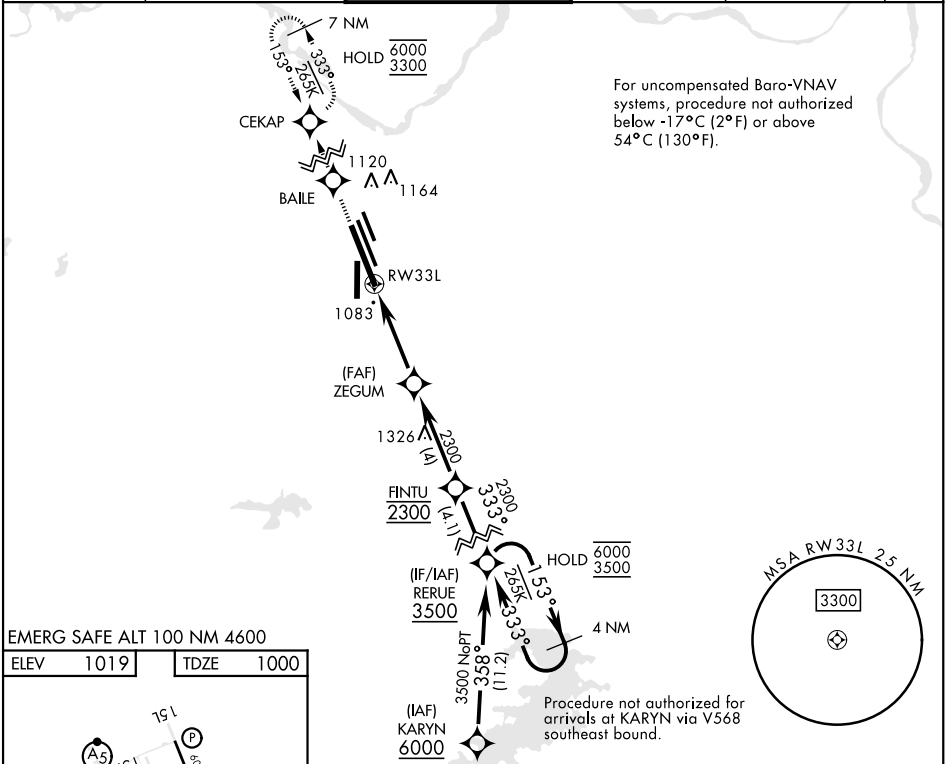 7 NM
HOLD 6000
3300
153°
333°
265K
CEKAP
For uncompensated Baro-VNAV
systems, procedure not authorized
below -17°C (2°F) or above
54°C (130°F).
1120
1164
BAILE
RW33L
1083
(FAF)
ZEGUM
1326
2300
(4)
FINTU
2300
2300
333°
(4.1)
HOLD 6000
3500
(IF/IAF)
RERUE
3500
265K
153°
333°
4 NM
MSA RW33L 25 NM
3300
3500 NoPT
358°
(11.2)
(IAF)
KARYN
6000
Procedure not authorized for
arrivals at KARYN via V568
southeast bound.
EMERG SAFE ALT 100 NM 4600
ELEV 1019
TDZE 1000
15L
P
A5